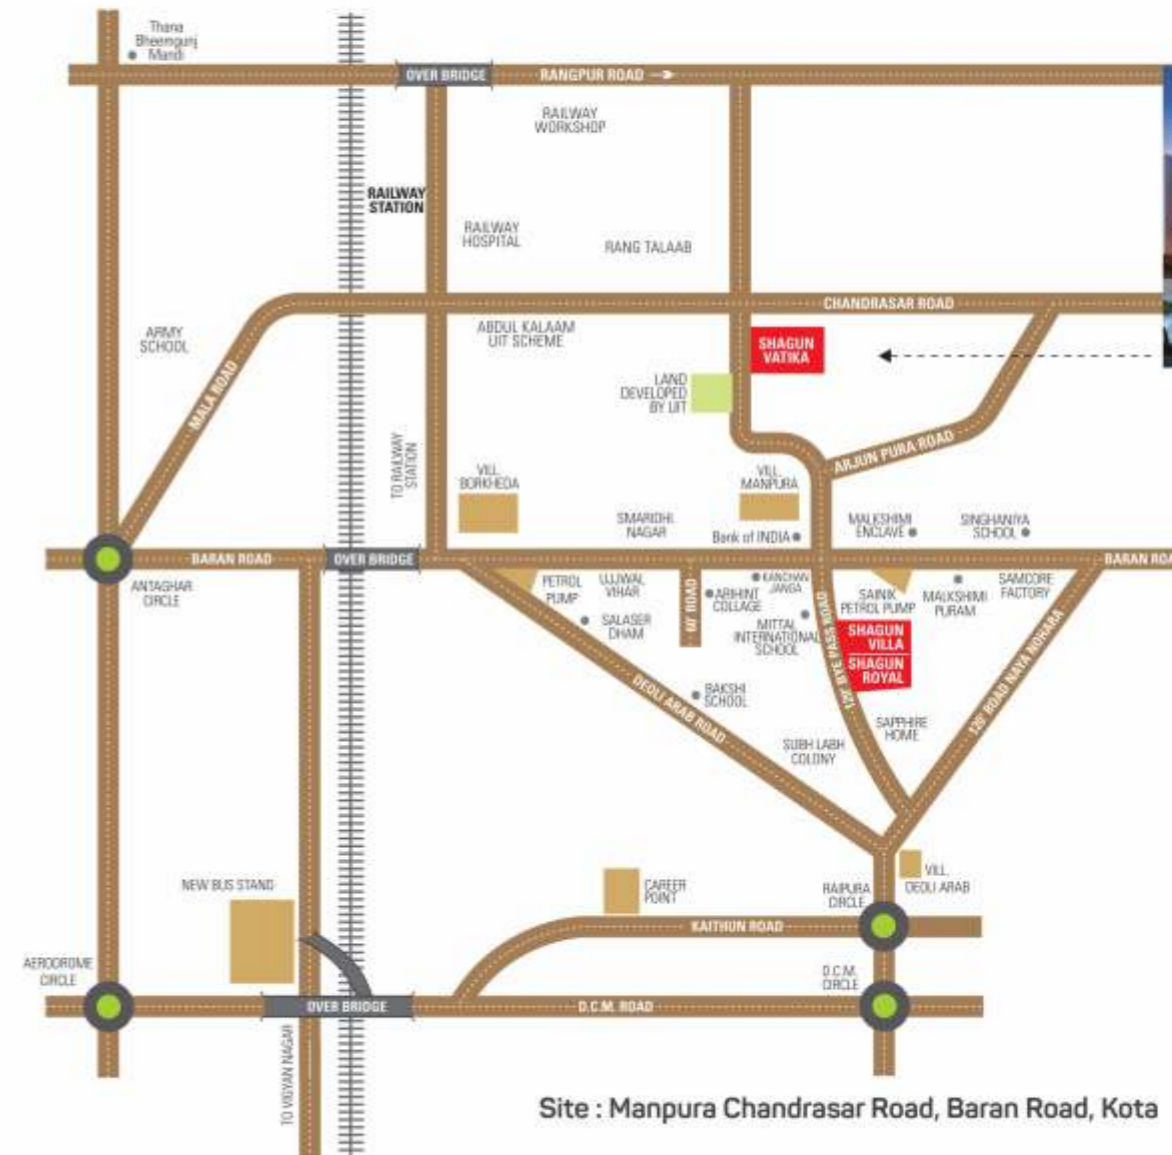 Thana
Bheemgunj
Mandi
OVER BRIDGE
RANGPUR ROAD
RAILWAY
WORKSHOP
RAILWAY
STATION
RAILWAY
HOSPITAL
RANG TALAAB
CHANDRASAR ROAD
ARMY
SCHOOL
ABDUL KALAAM
UIT SCHEME
SHAGUN
VATIKA
MALA ROAD
LAND
DEVELOPED
BY UIT
TO RAILWAY
STATION
ARJUN PURA ROAD
VILL.
BORKHEDA
VILL.
MANPURA
SMARIDHI
NAGAR
Bank of INDIA
MALKSHIMI
ENCLAVE
SINGHANIYA
SCHOOL
BARAN ROAD
OVER BRIDGE
BARAN ROA
ANTAGHAR
CIRCLE
PETROL
PUMP
UJJWAL
VIHAR
SALASER
DHAM
60' ROAD
KANCHAN
JANGA
ARIHINT
COLLAGE
MITTAL
INTERNATIONAL
SCHOOL
120' BYE PASS ROAD
SAINIK
PETROL PUMP
MALKSHIMI
PURAM
SAMCORE
FACTORY
SHAGUN
VILLA
SHAGUN
ROYAL
120' ROAD NAYA NOHARA
DEOLI ARAB ROAD
BAKSHI
SCHOOL
SUBH LABH
COLONY
SAPPHIRE
HOME
NEW BUS STAND
CAREER
POINT
RAIPURA
CIRCLE
VILL.
DEOLI ARAB
KAITHUN ROAD
AERODROME
CIRCLE
D.C.M.
CIRCLE
OVER BRIDGE
D.C.M. ROAD
TO VIGYAN NAGAR
Site : Manpura Chandrasar Road, Baran Road, Kota